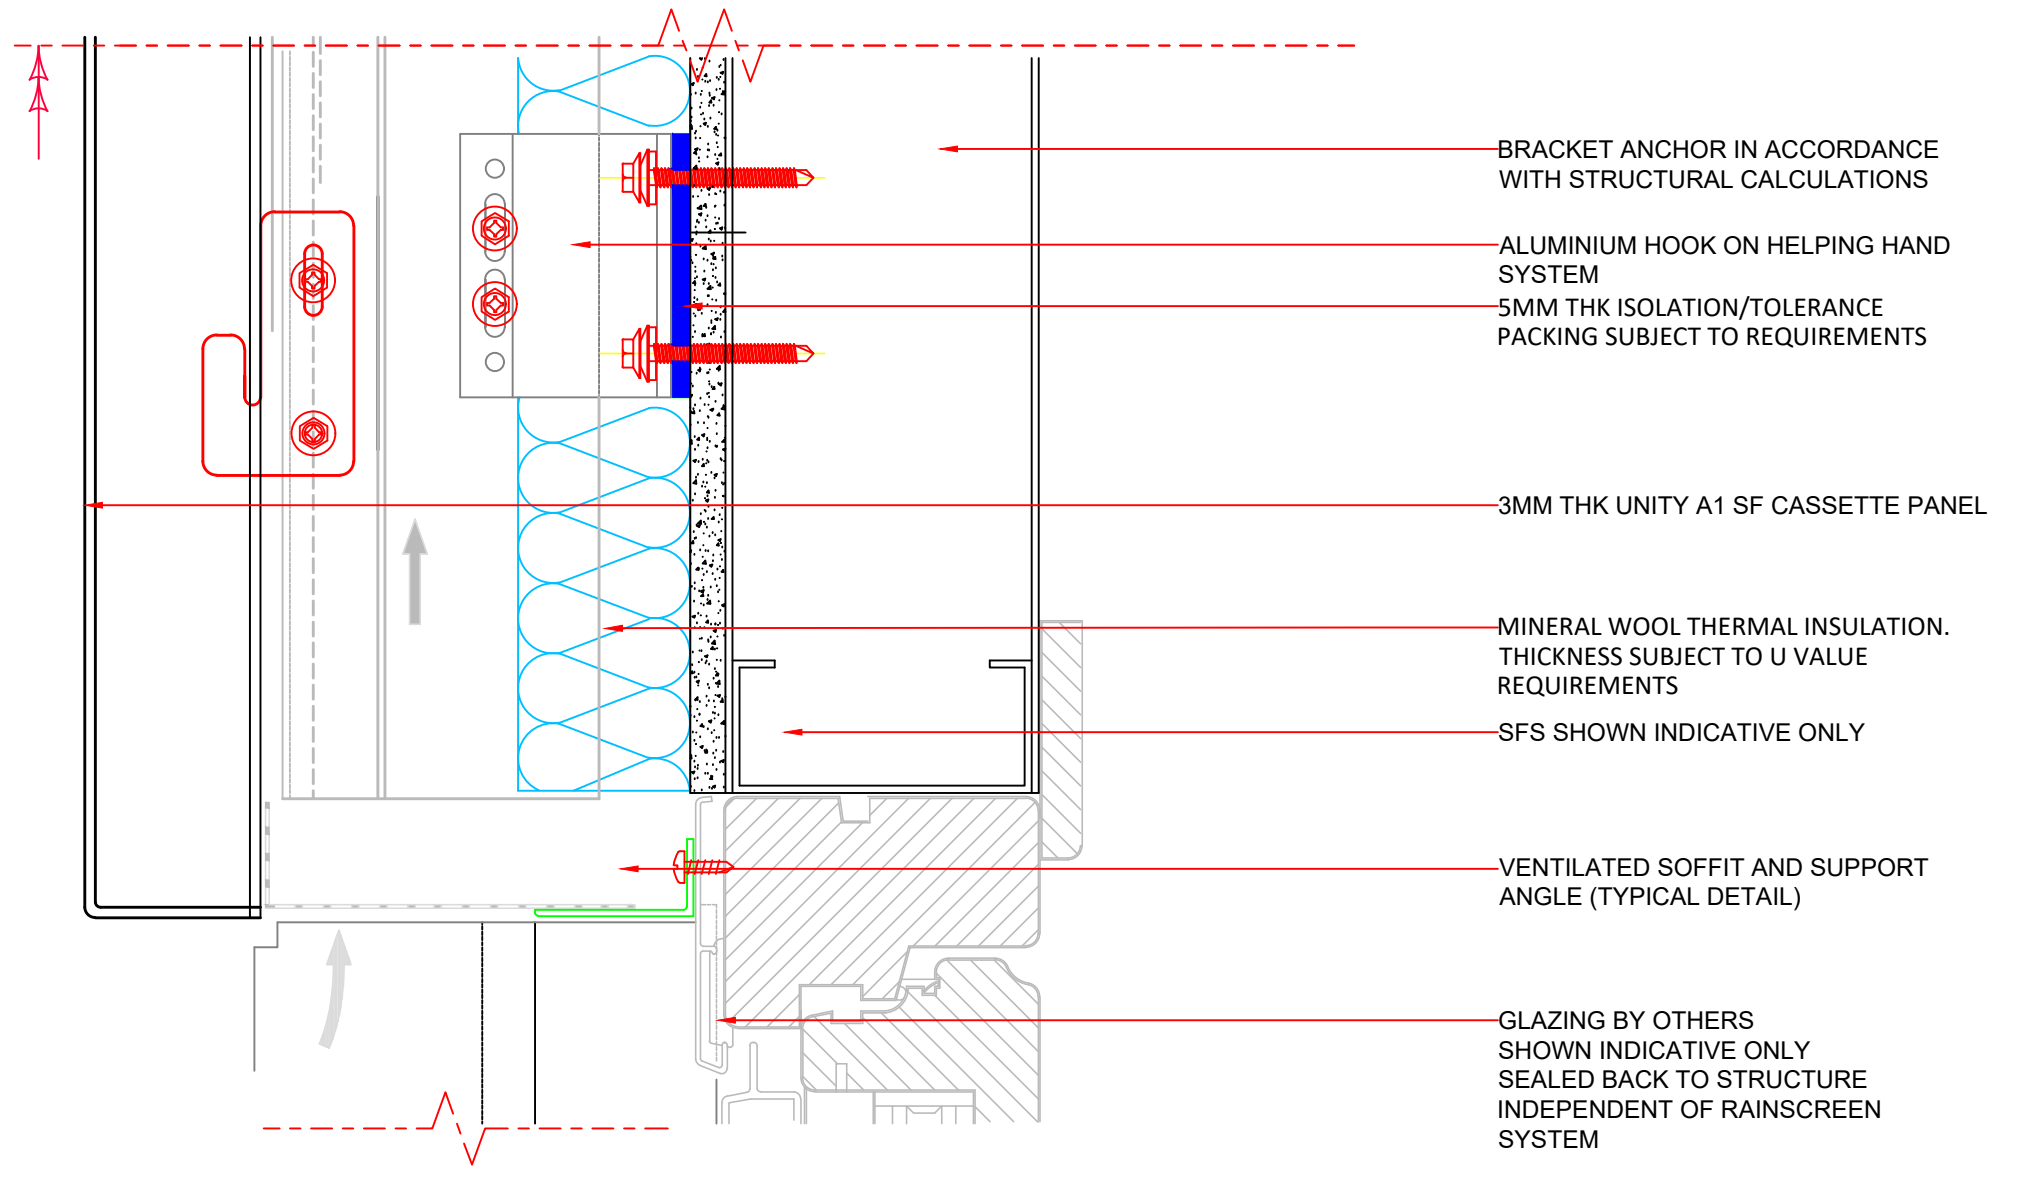 BRACKET ANCHOR IN ACCORDANCE
WITH STRUCTURAL CALCULATIONS
ALUMINIUM HOOK ON HELPING HAND
SYSTEM
5MM THK ISOLATION/TOLERANCE
PACKING SUBJECT TO REQUIREMENTS
3MM THK UNITY A1 SF CASSETTE PANEL
MINERAL WOOL THERMAL INSULATION.
THICKNESS SUBJECT TO U VALUE
REQUIREMENTS
SFS SHOWN INDICATIVE ONLY
VENTILATED SOFFIT AND SUPPORT
ANGLE (TYPICAL DETAIL)
GLAZING BY OTHERS
SHOWN INDICATIVE ONLY
SEALED BACK TO STRUCTURE
INDEPENDENT OF RAINSCREEN
SYSTEM